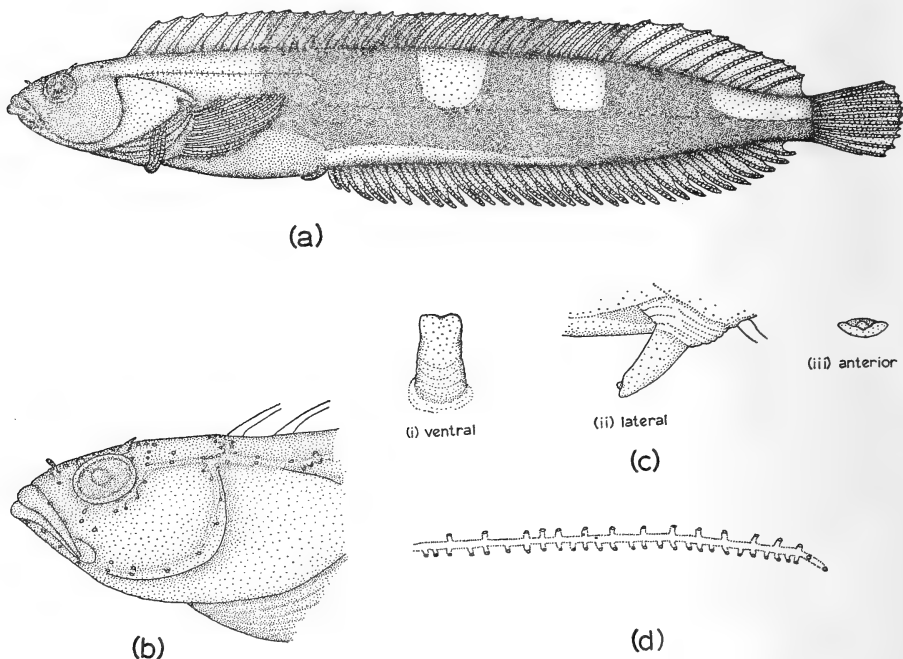 (a)
(i) ventral
(ii) lateral
(iii) anterior
(c)
(b)
(d)